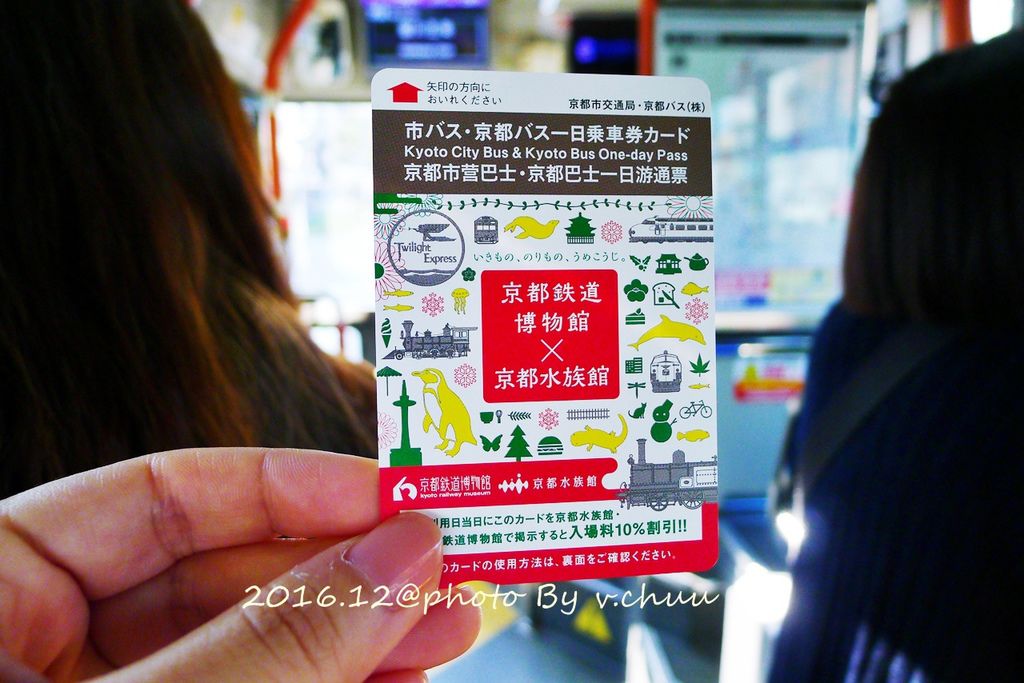 矢印の方向に
おいれください
京都市交通局・京都バス(株)
市バス・京都バス一日乗車券カード
Kyoto City Bus & Kyoto Bus One-day Pass
京都市营巴士・京都巴士一日游通票
Twilight
Express
いきもの、のりもの、うめこうじ。
京都鉄道
博物館
×
京都水族館
京都鉄道博物館
kyoto railway museum
京都水族館
利用日当日にこのカードを京都水族館・
鉄道博物館で掲示すると入場料10%割引!!
のカードの使用方法は、裏面をご確認ください。
2016.12@photo By v.chuu